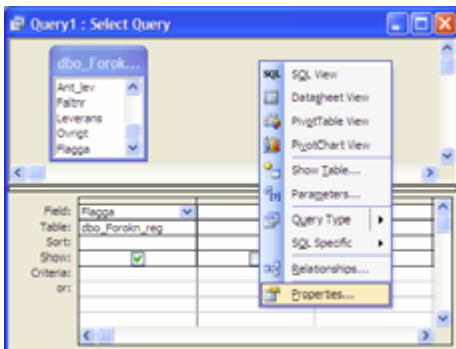 Query1 : Select Query
dbo_Forok...
Ant_lev
Faltnr
Leverans
Ovrigt
Flagga
SQL SQL View
Datasheet View
PivotTable View
PivotChart View
Show Table...
Parameters...
Query Type
SQL Specific
Relationships...
Properties...
Field: Flagga
Table: dbo_Forokn_reg
Sort:
Show:
Criteria:
or: